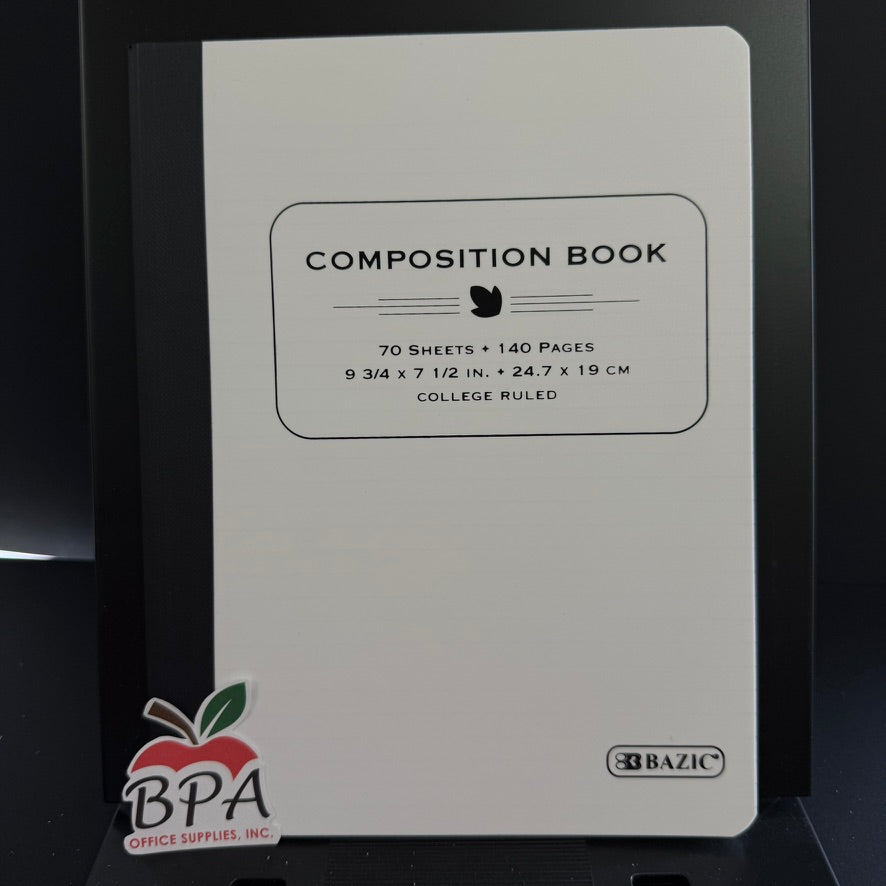 COMPOSITION BOOK
70 SHEETS + 140 PAGES
9 3/4 x 7 1/2 IN. + 24.7 x 19 CM
COLLEGE RULED
BAZIC
BPA
OFFICE SUPPLIES, INC.